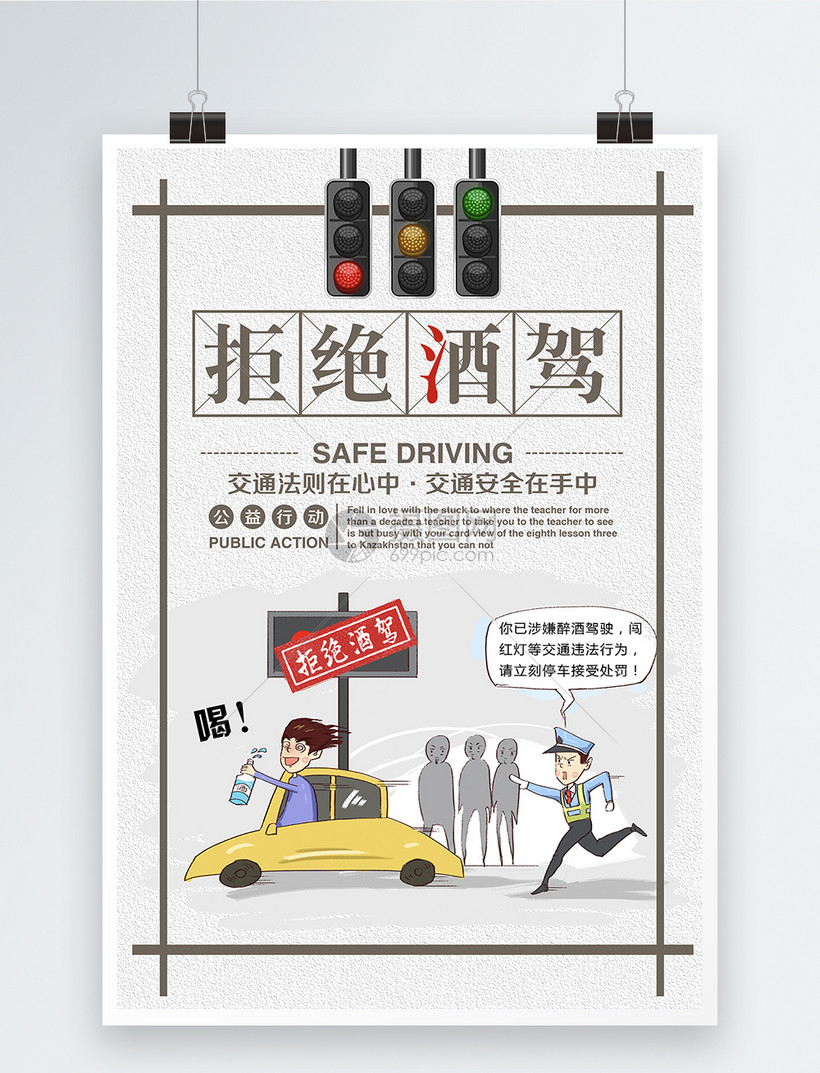 拒绝酒驾
SAFE DRIVING
交通法则在心中·交通安全在手中
公益行动
PUBLIC ACTION
Fell in love with the stuck to where the teacher for more
than a decade a teacher to take you to the teacher to see
is but busy with your card view of the eighth lesson three
to Kazakhstan that you can not
摄图网
699pic.com
拒绝酒驾
你已涉嫌醉酒驾驶，闯
红灯等交通违法行为，
请立刻停车接受处罚！
喝！